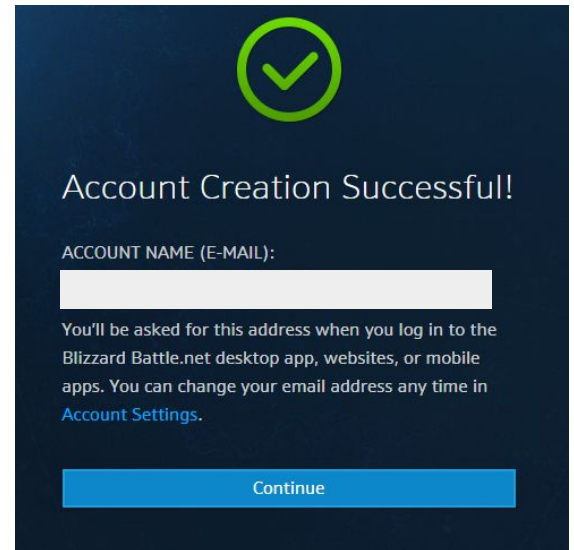 Account Creation Successful!
ACCOUNT NAME (E-MAIL):
You'll be asked for this address when you log in to the
Blizzard Battle.net desktop app, websites, or mobile
apps. You can change your email address any time in
Account Settings.
Continue